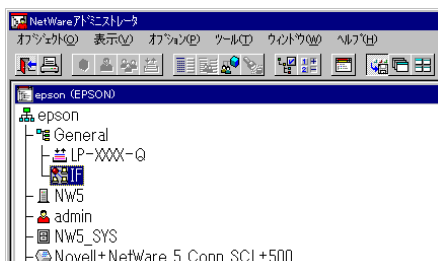 NetWareアドミニストレータ
オブジェクト(O) 表示(V) オプション(P) ツール(T) ウィンドウ(W) ヘルプ(H)
epson (EPSON)
epson
General
LP-XXX-Q
IF
NW5
admin
NW5_SYS
Novell+NetWare 5 Conn SCL+500